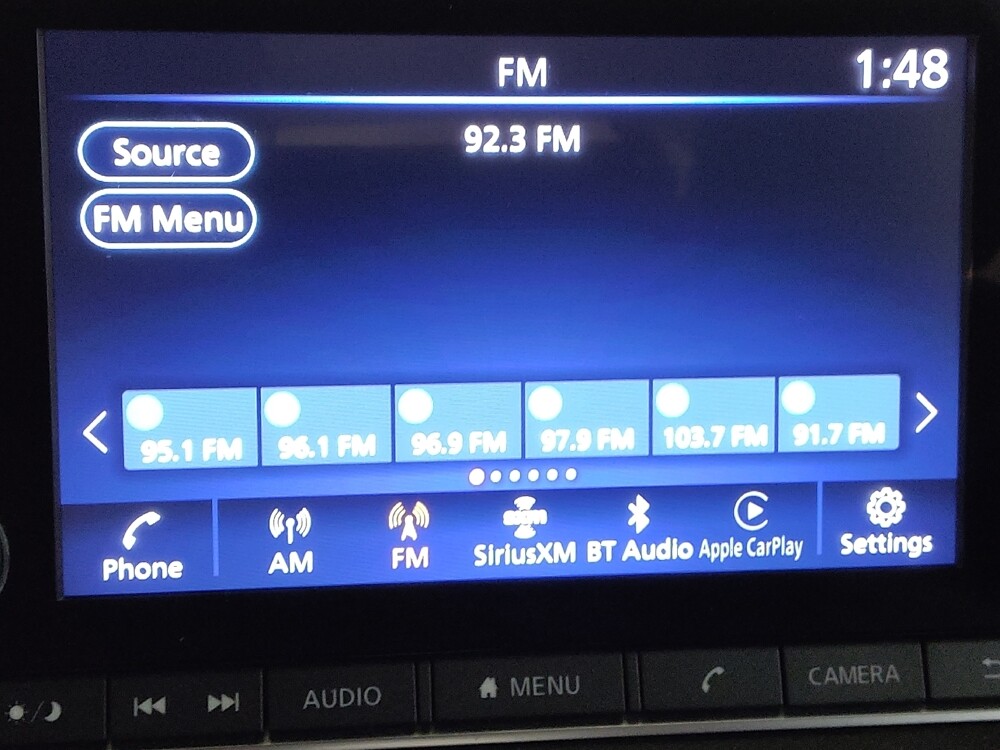 FM
1:48
92.3 FM
Source
FM Menu
95.1 FM 96.1 FM 96.9 FM 97.9 FM 103.7 FM 91.7 FM
Phone AM FM SiriusXM BT Audio Apple CarPlay Settings
AUDIO MENU CAMERA